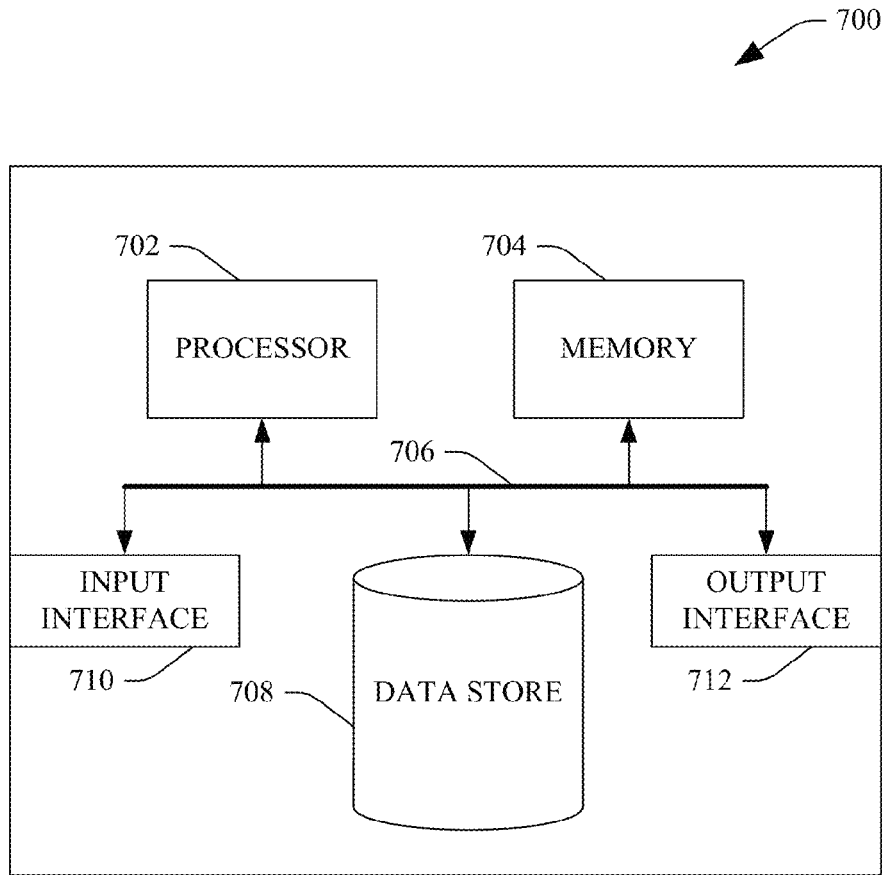 700
702
704
PROCESSOR
MEMORY
706
INPUT
INTERFACE
OUTPUT
INTERFACE
710
708
DATA STORE
712